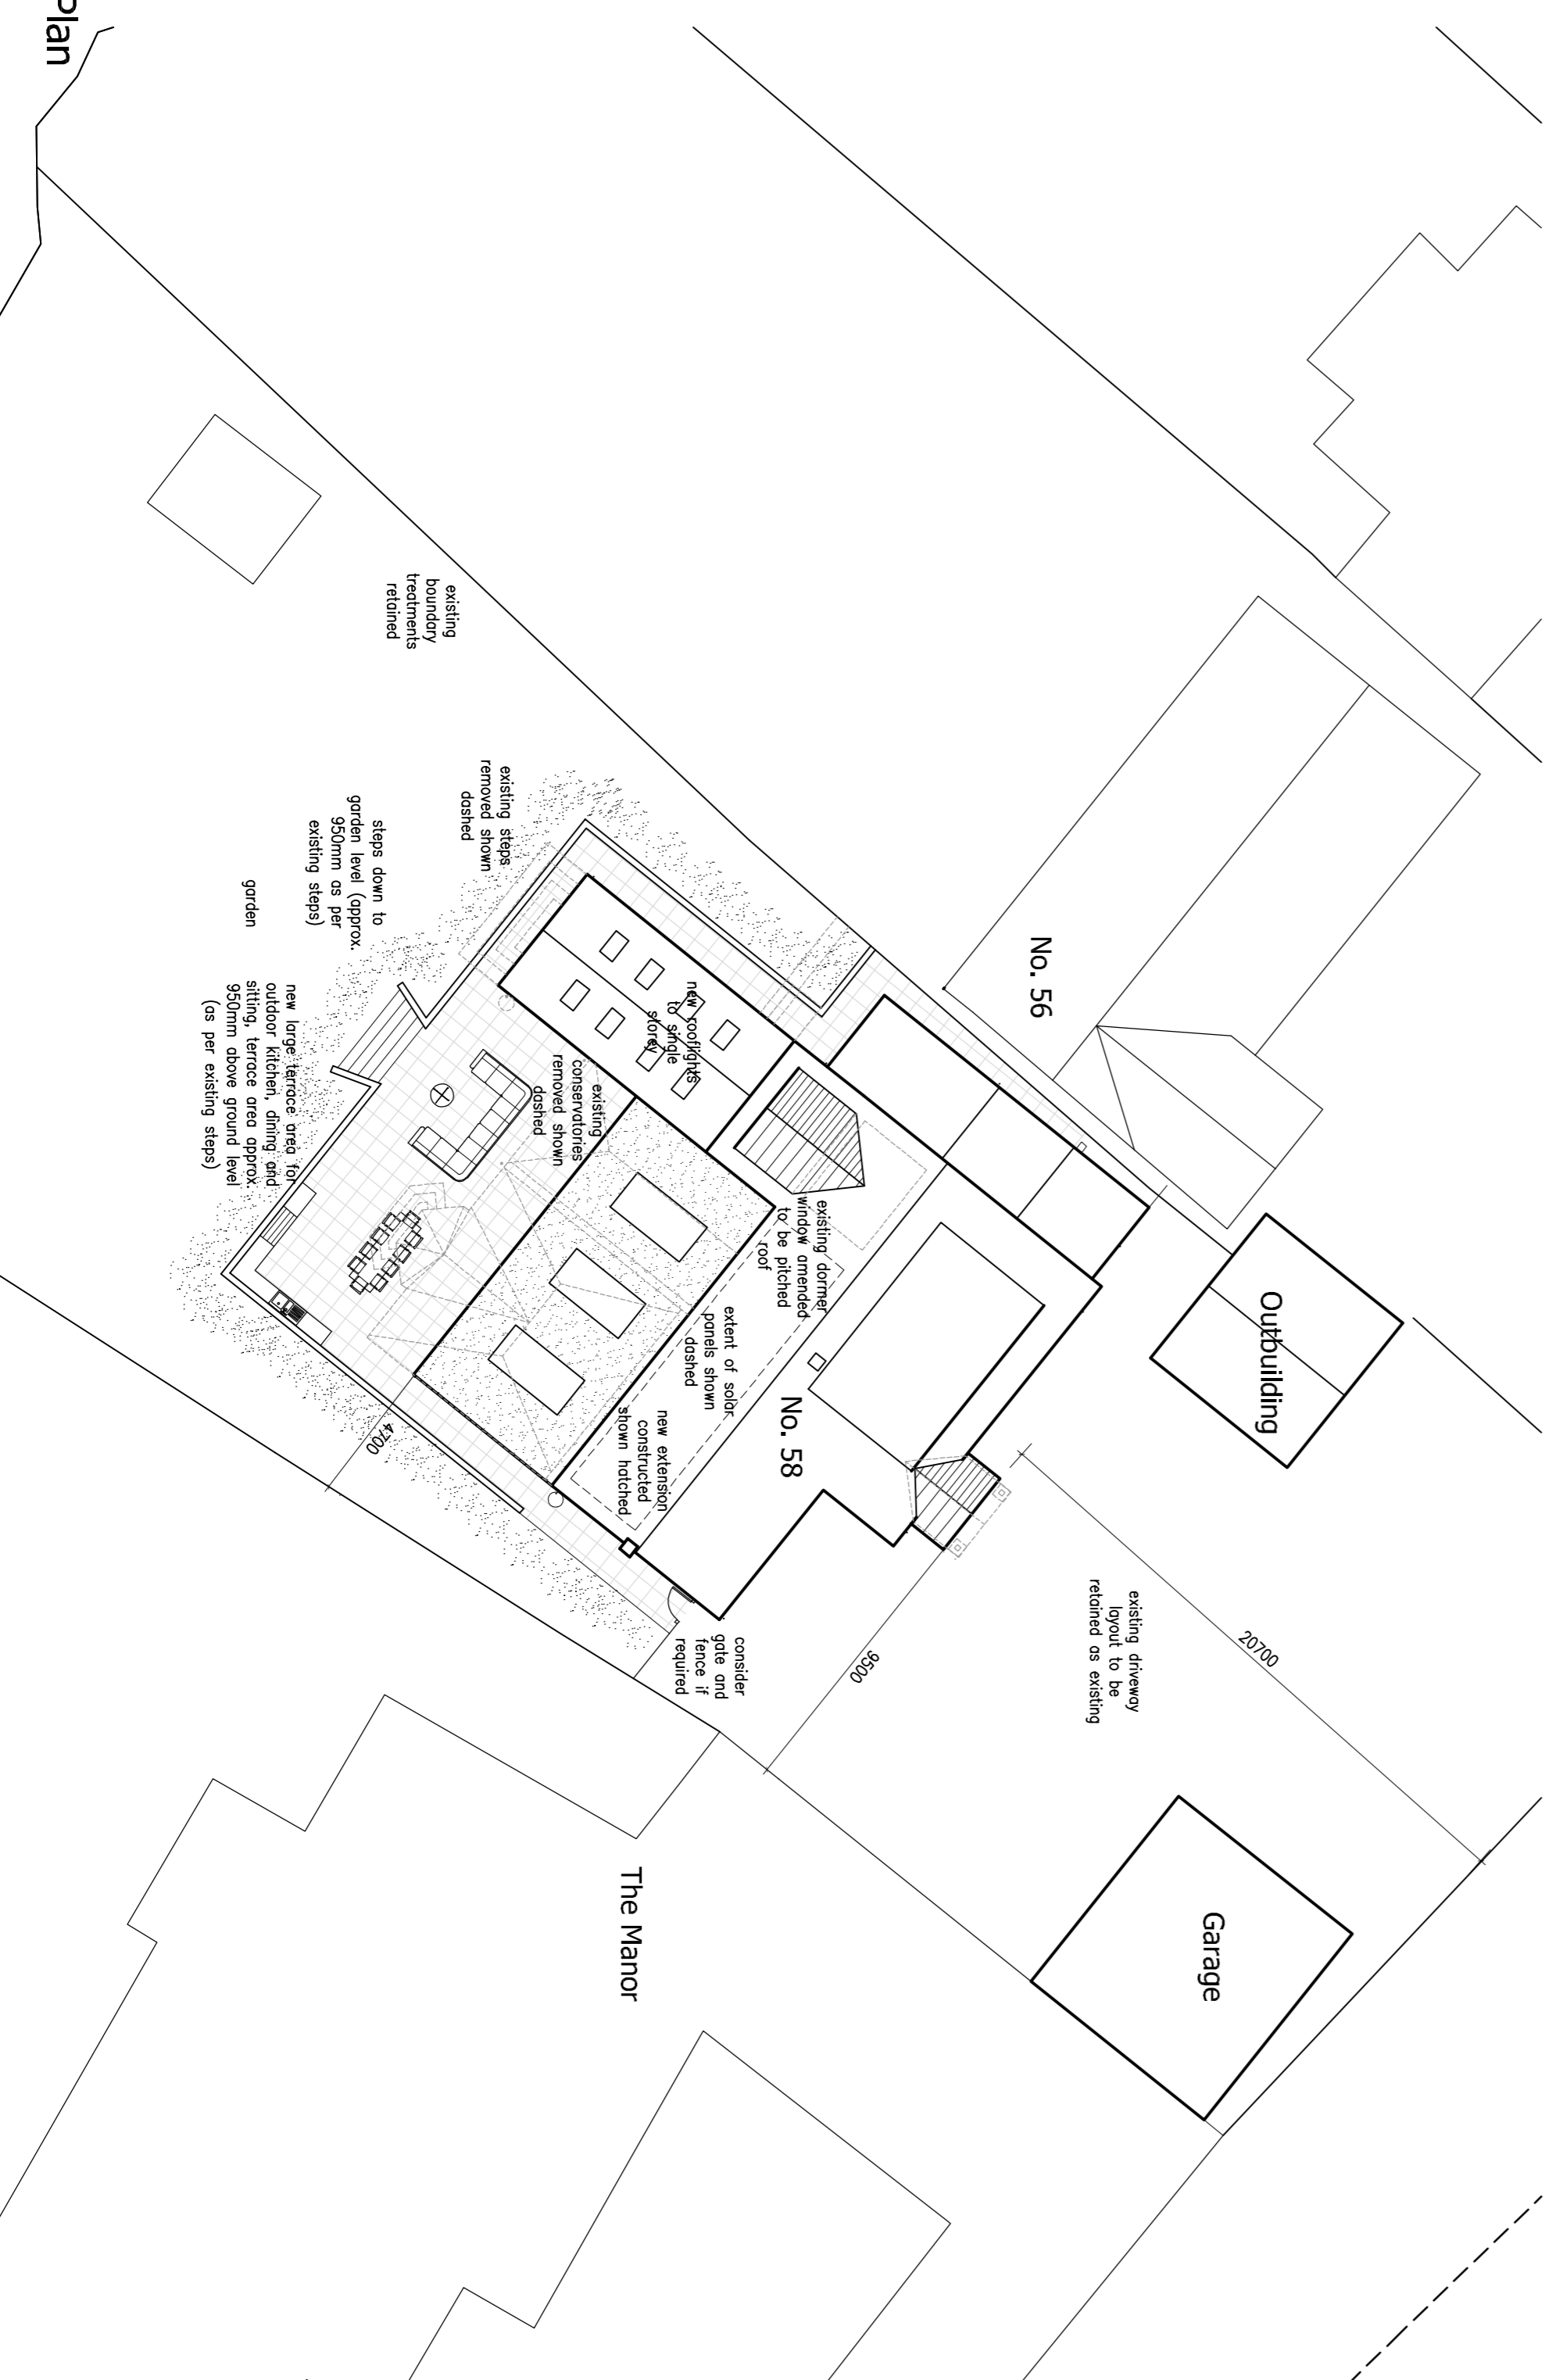 Plan
existing
boundary
treatments
retained
existing steps
removed shown
dashed
steps down to
garden level (approx.
950mm as per
existing steps)
garden
new large terrace area for
outdoor kitchen, dining and
sitting, terrace area approx.
950mm above ground level
(as per existing steps)
No. 56
new rooflights
to single
storey
existing
conservatories
removed shown
dashed
existing dormer
window amended
to be pitched
roof
Outbuilding
extent of solar
panels shown
dashed
No. 58
new extension
constructed
shown hatched
4700
existing driveway
layout to be
retained as existing
20700
9500
consider
gate and
fence if
required
The Manor
Garage